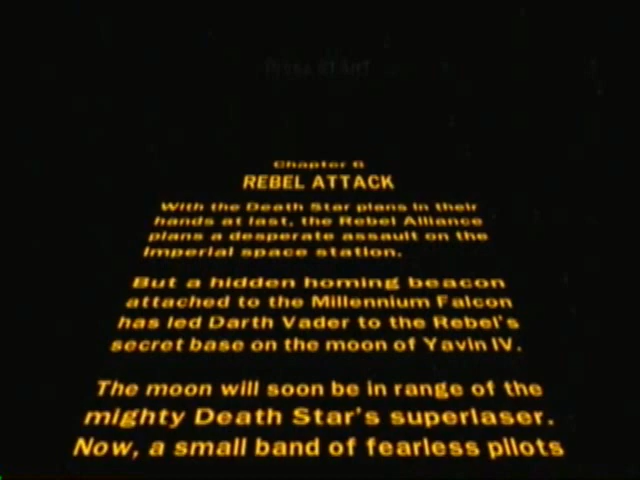 Press START
Chapter 6
REBEL ATTACK
With the Death Star plans in their
hands at last, the Rebel Alliance
plans a desperate assault on the
Imperial space station.
But a hidden homing beacon
attached to the Millennium Falcon
has led Darth Vader to the Rebel's
secret base on the moon of Yavin IV.
The moon will soon be in range of the
mighty Death Star's superlaser.
Now, a small band of fearless pilots